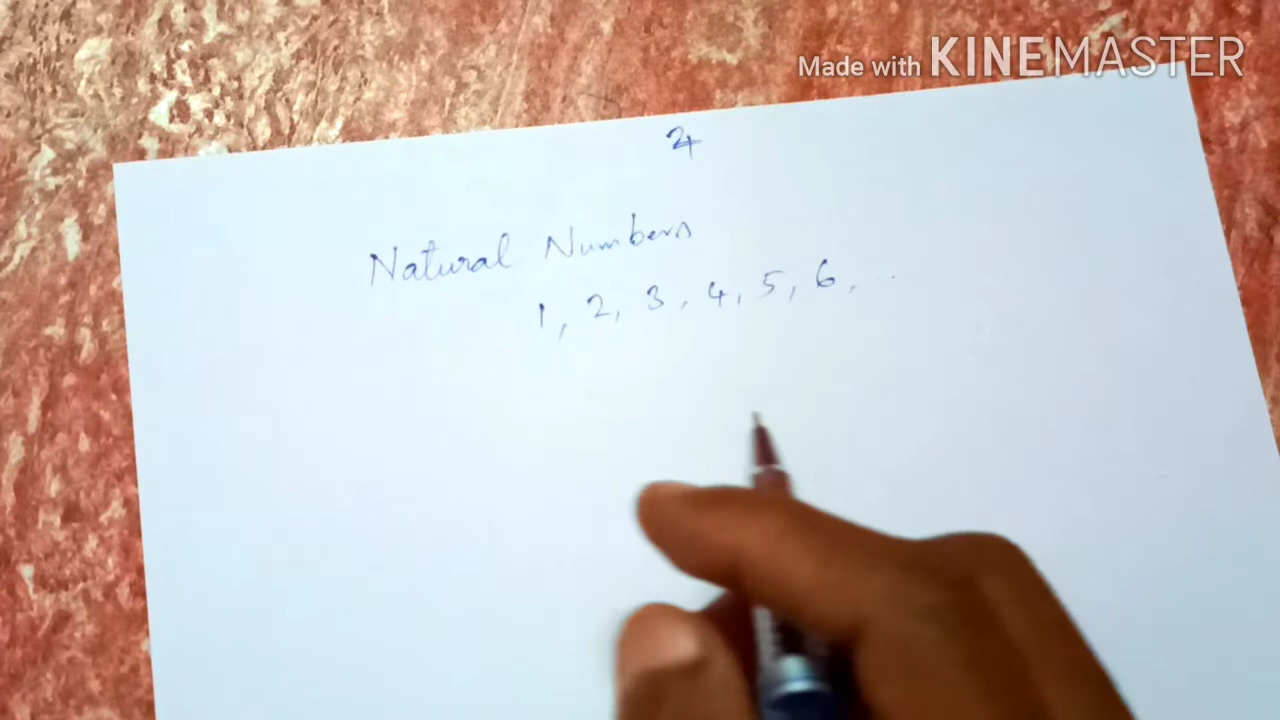 Made with KINEMASTER
4
Natural Numbers
1, 2, 3, 4, 5, 6, ..